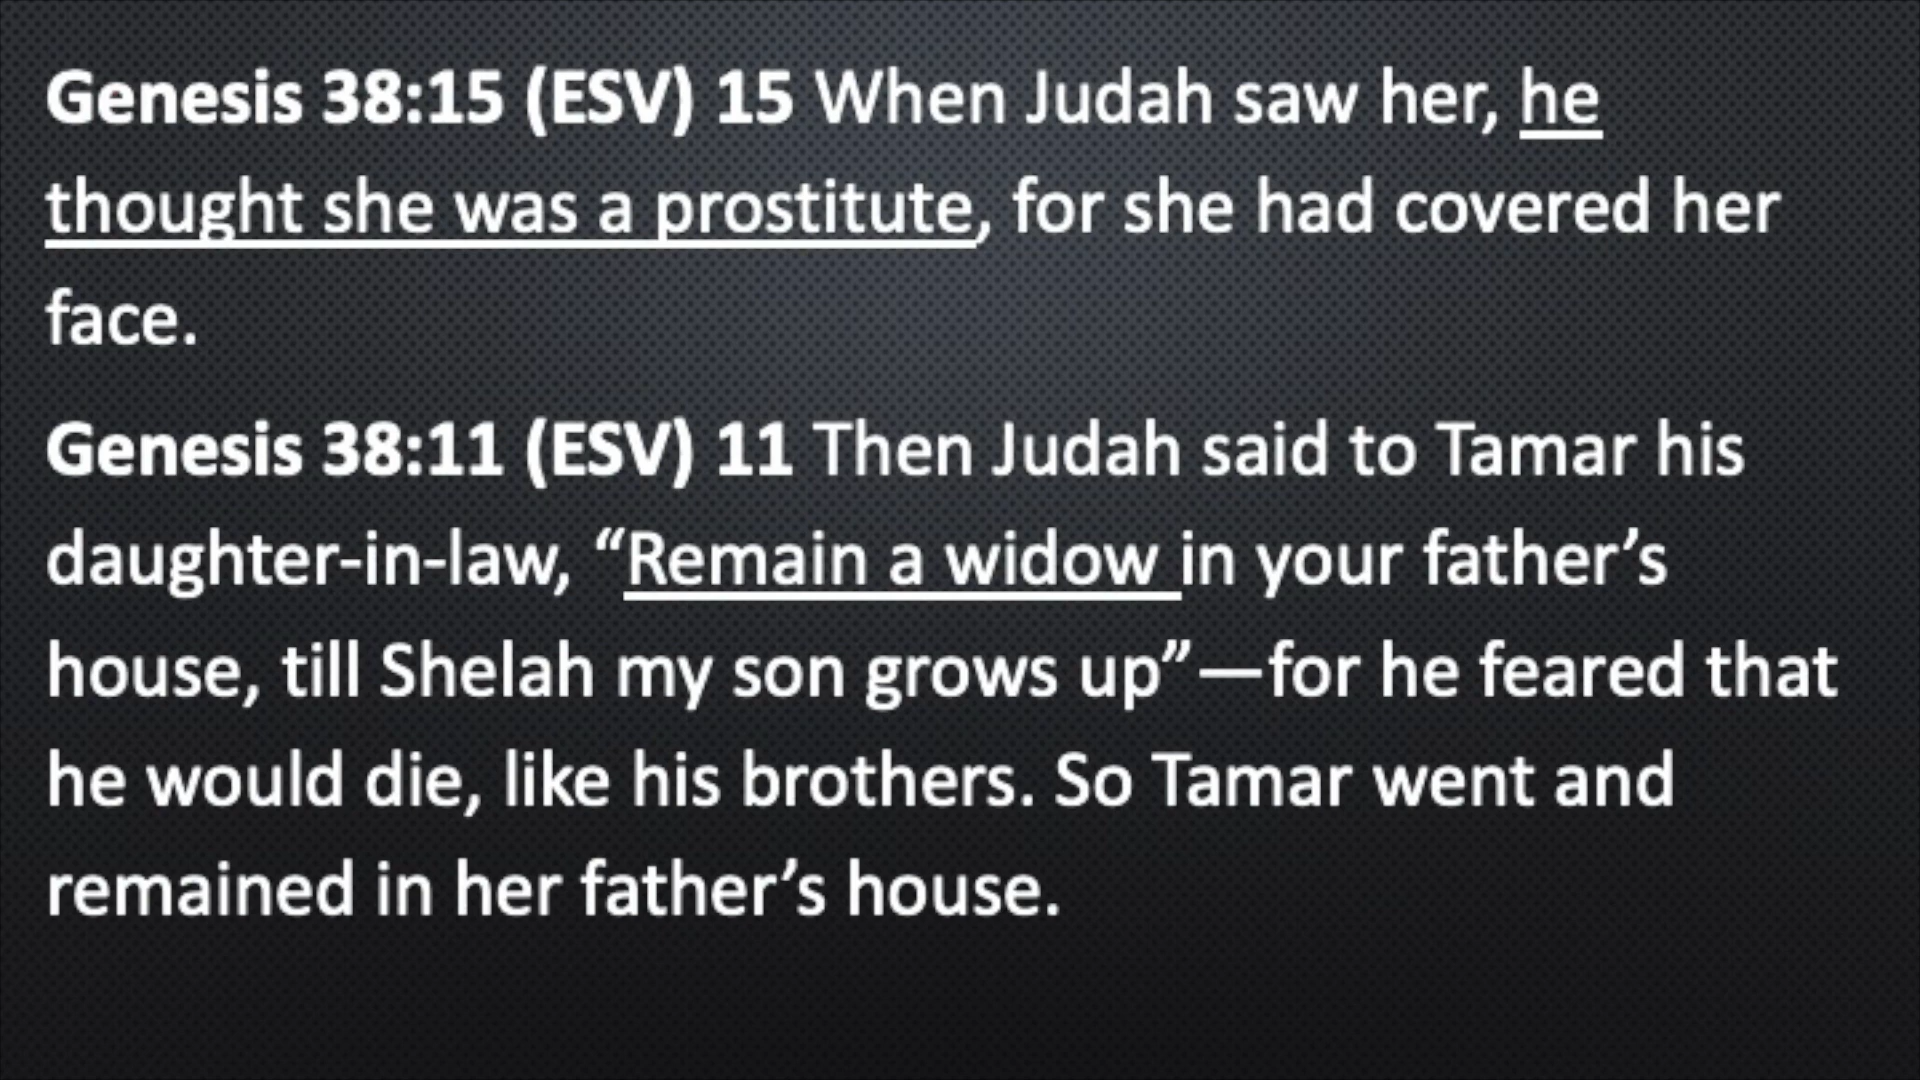 Genesis 38:15 (ESV) 15 When Judah saw her, he
thought she was a prostitute, for she had covered her
face.
Genesis 38:11 (ESV) 11 Then Judah said to Tamar his
daughter-in-law, “Remain a widow in your father’s
house, till Shelah my son grows up”—for he feared that
he would die, like his brothers. So Tamar went and
remained in her father’s house.